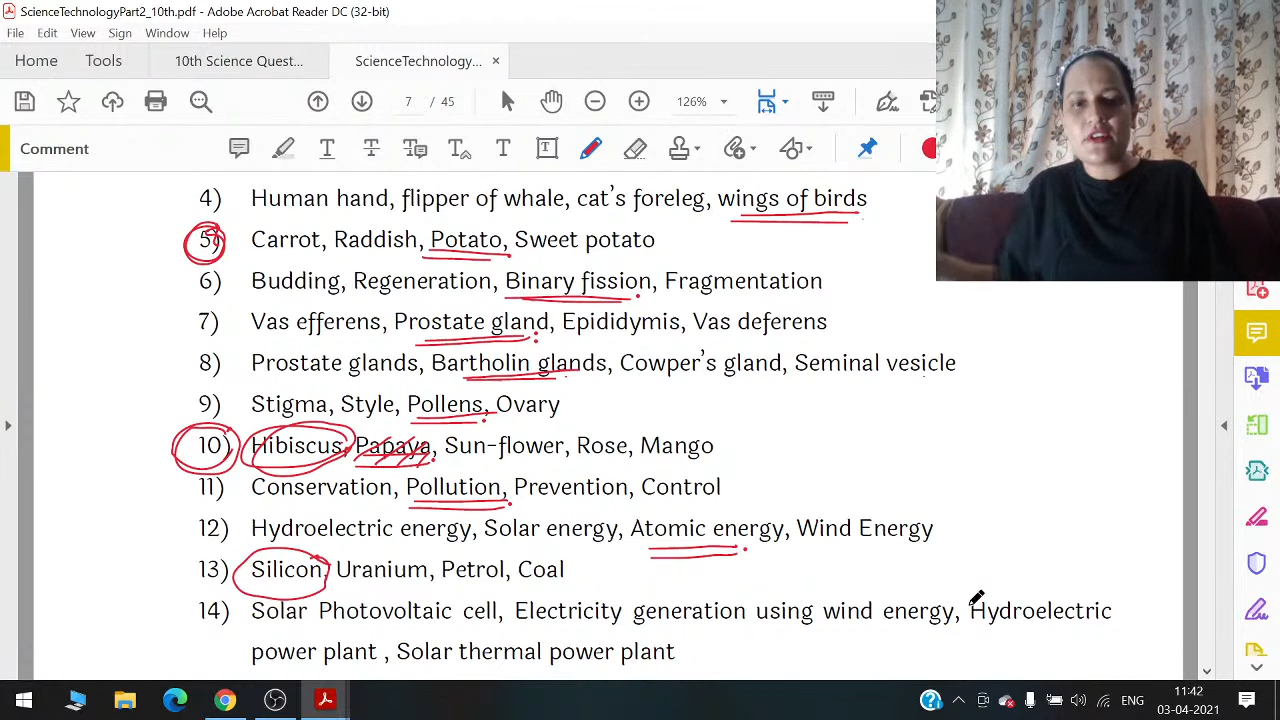 ScienceTechnologyPart2_10th.pdf - Adobe Acrobat Reader DC (32-bit)
File Edit View Sign Window Help
Home Tools 10th Science Quest... ScienceTechnology... ×
7 / 45 126%
Comment
4) Human hand, flipper of whale, cat's foreleg, wings of birds
5) Carrot, Raddish, Potato, Sweet potato
6) Budding, Regeneration, Binary fission, Fragmentation
7) Vas efferens, Prostate gland, Epididymis, Vas deferens
8) Prostate glands, Bartholin glands, Cowper's gland, Seminal vesicle
9) Stigma, Style, Pollens, Ovary
10) Hibiscus, Papaya, Sun-flower, Rose, Mango
11) Conservation, Pollution, Prevention, Control
12) Hydroelectric energy, Solar energy, Atomic energy, Wind Energy
13) Silicon, Uranium, Petrol, Coal
14) Solar Photovoltaic cell, Electricity generation using wind energy, Hydroelectric
power plant , Solar thermal power plant
ENG
11:42
03-04-2021